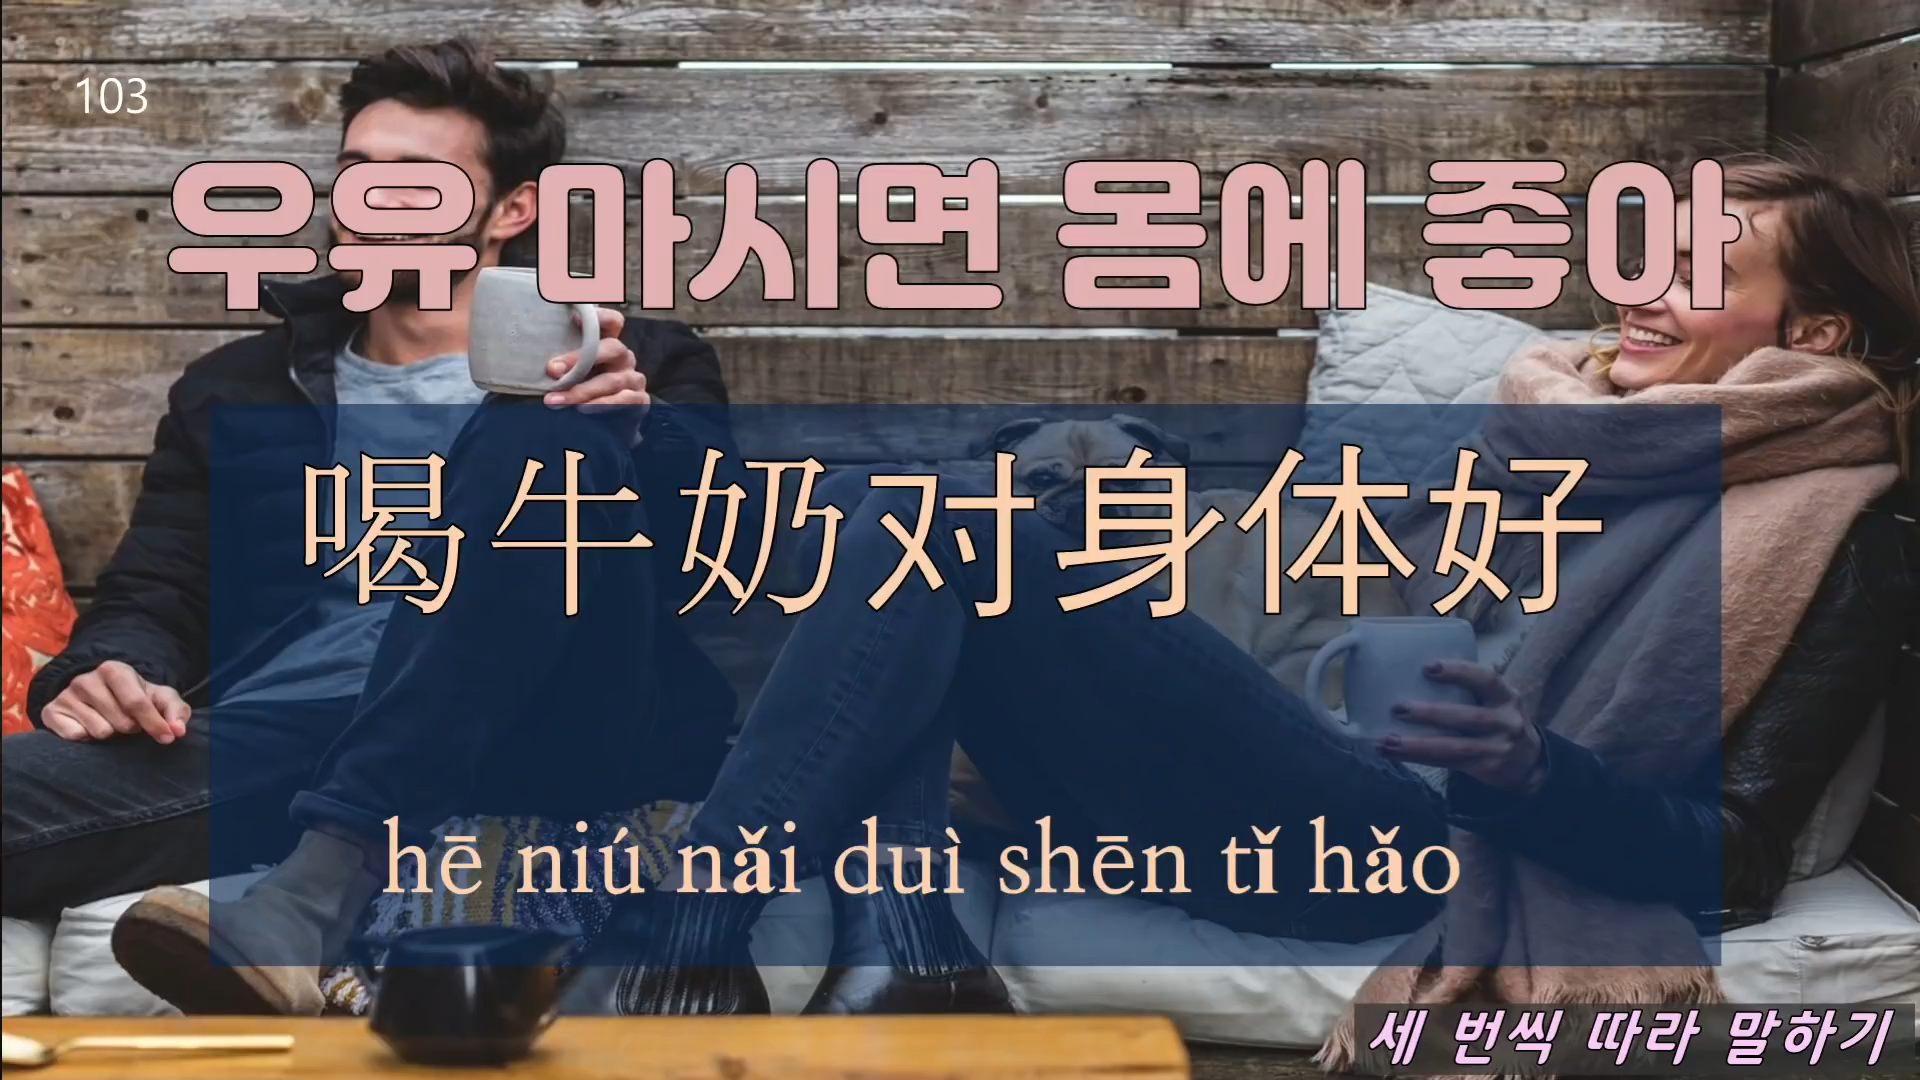 103
우유 마시면 몸에 좋아
喝牛奶对身体好
hē niú nǎi duì shēn tǐ hǎo
세 번씩 따라 말하기